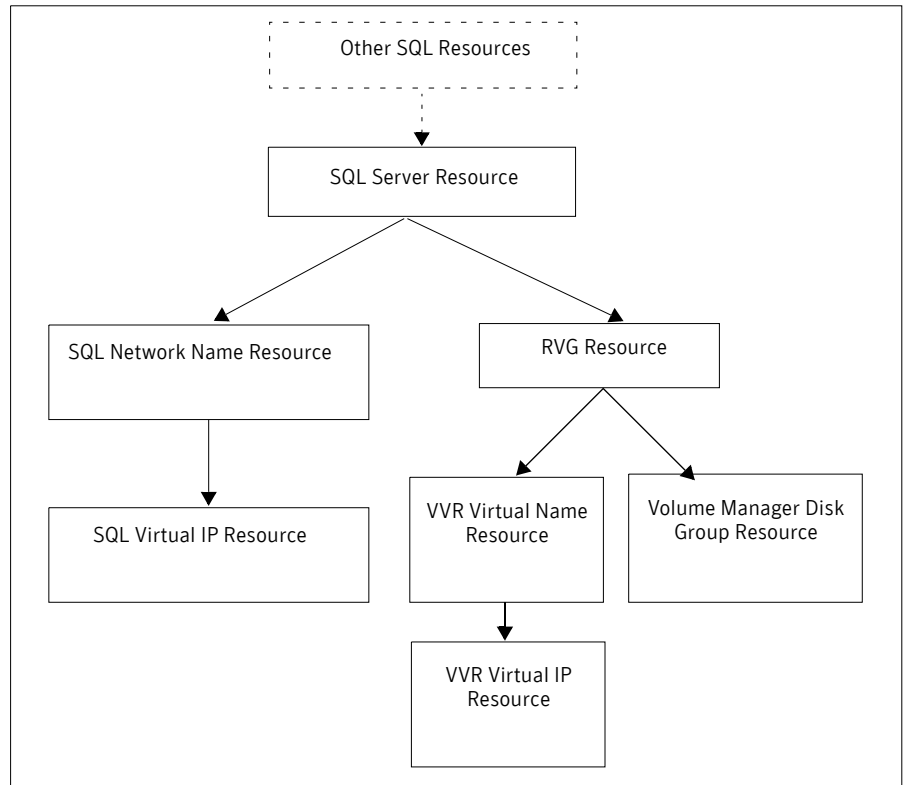 Other SQL Resources
SQL Server Resource
SQL Network Name Resource
RVG Resource
SQL Virtual IP Resource
VVR Virtual Name
Resource
Volume Manager Disk
Group Resource
VVR Virtual IP
Resource